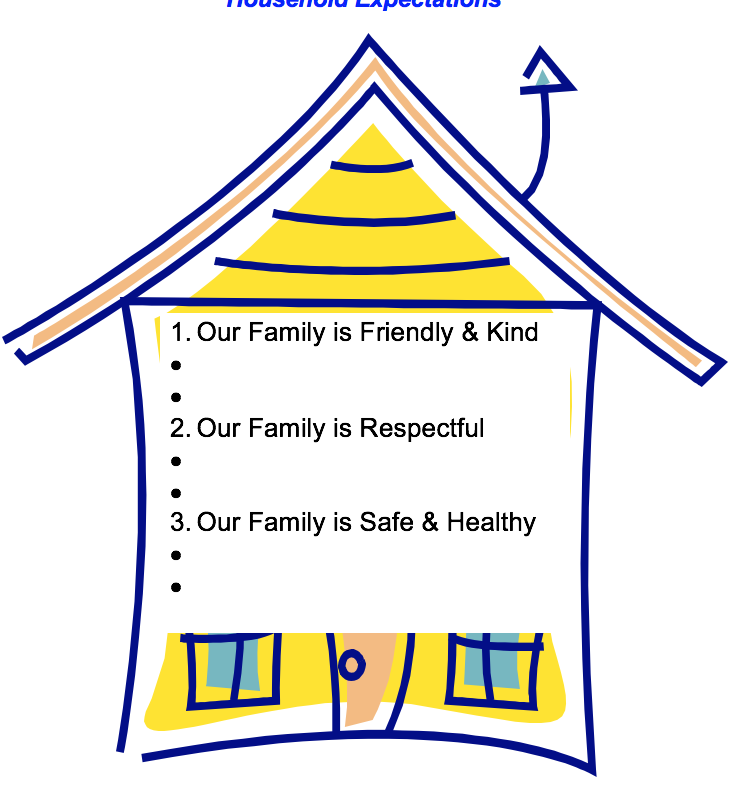 Household Expectations
1. Our Family is Friendly & Kind
•
•
2. Our Family is Respectful
•
•
3. Our Family is Safe & Healthy
•
•